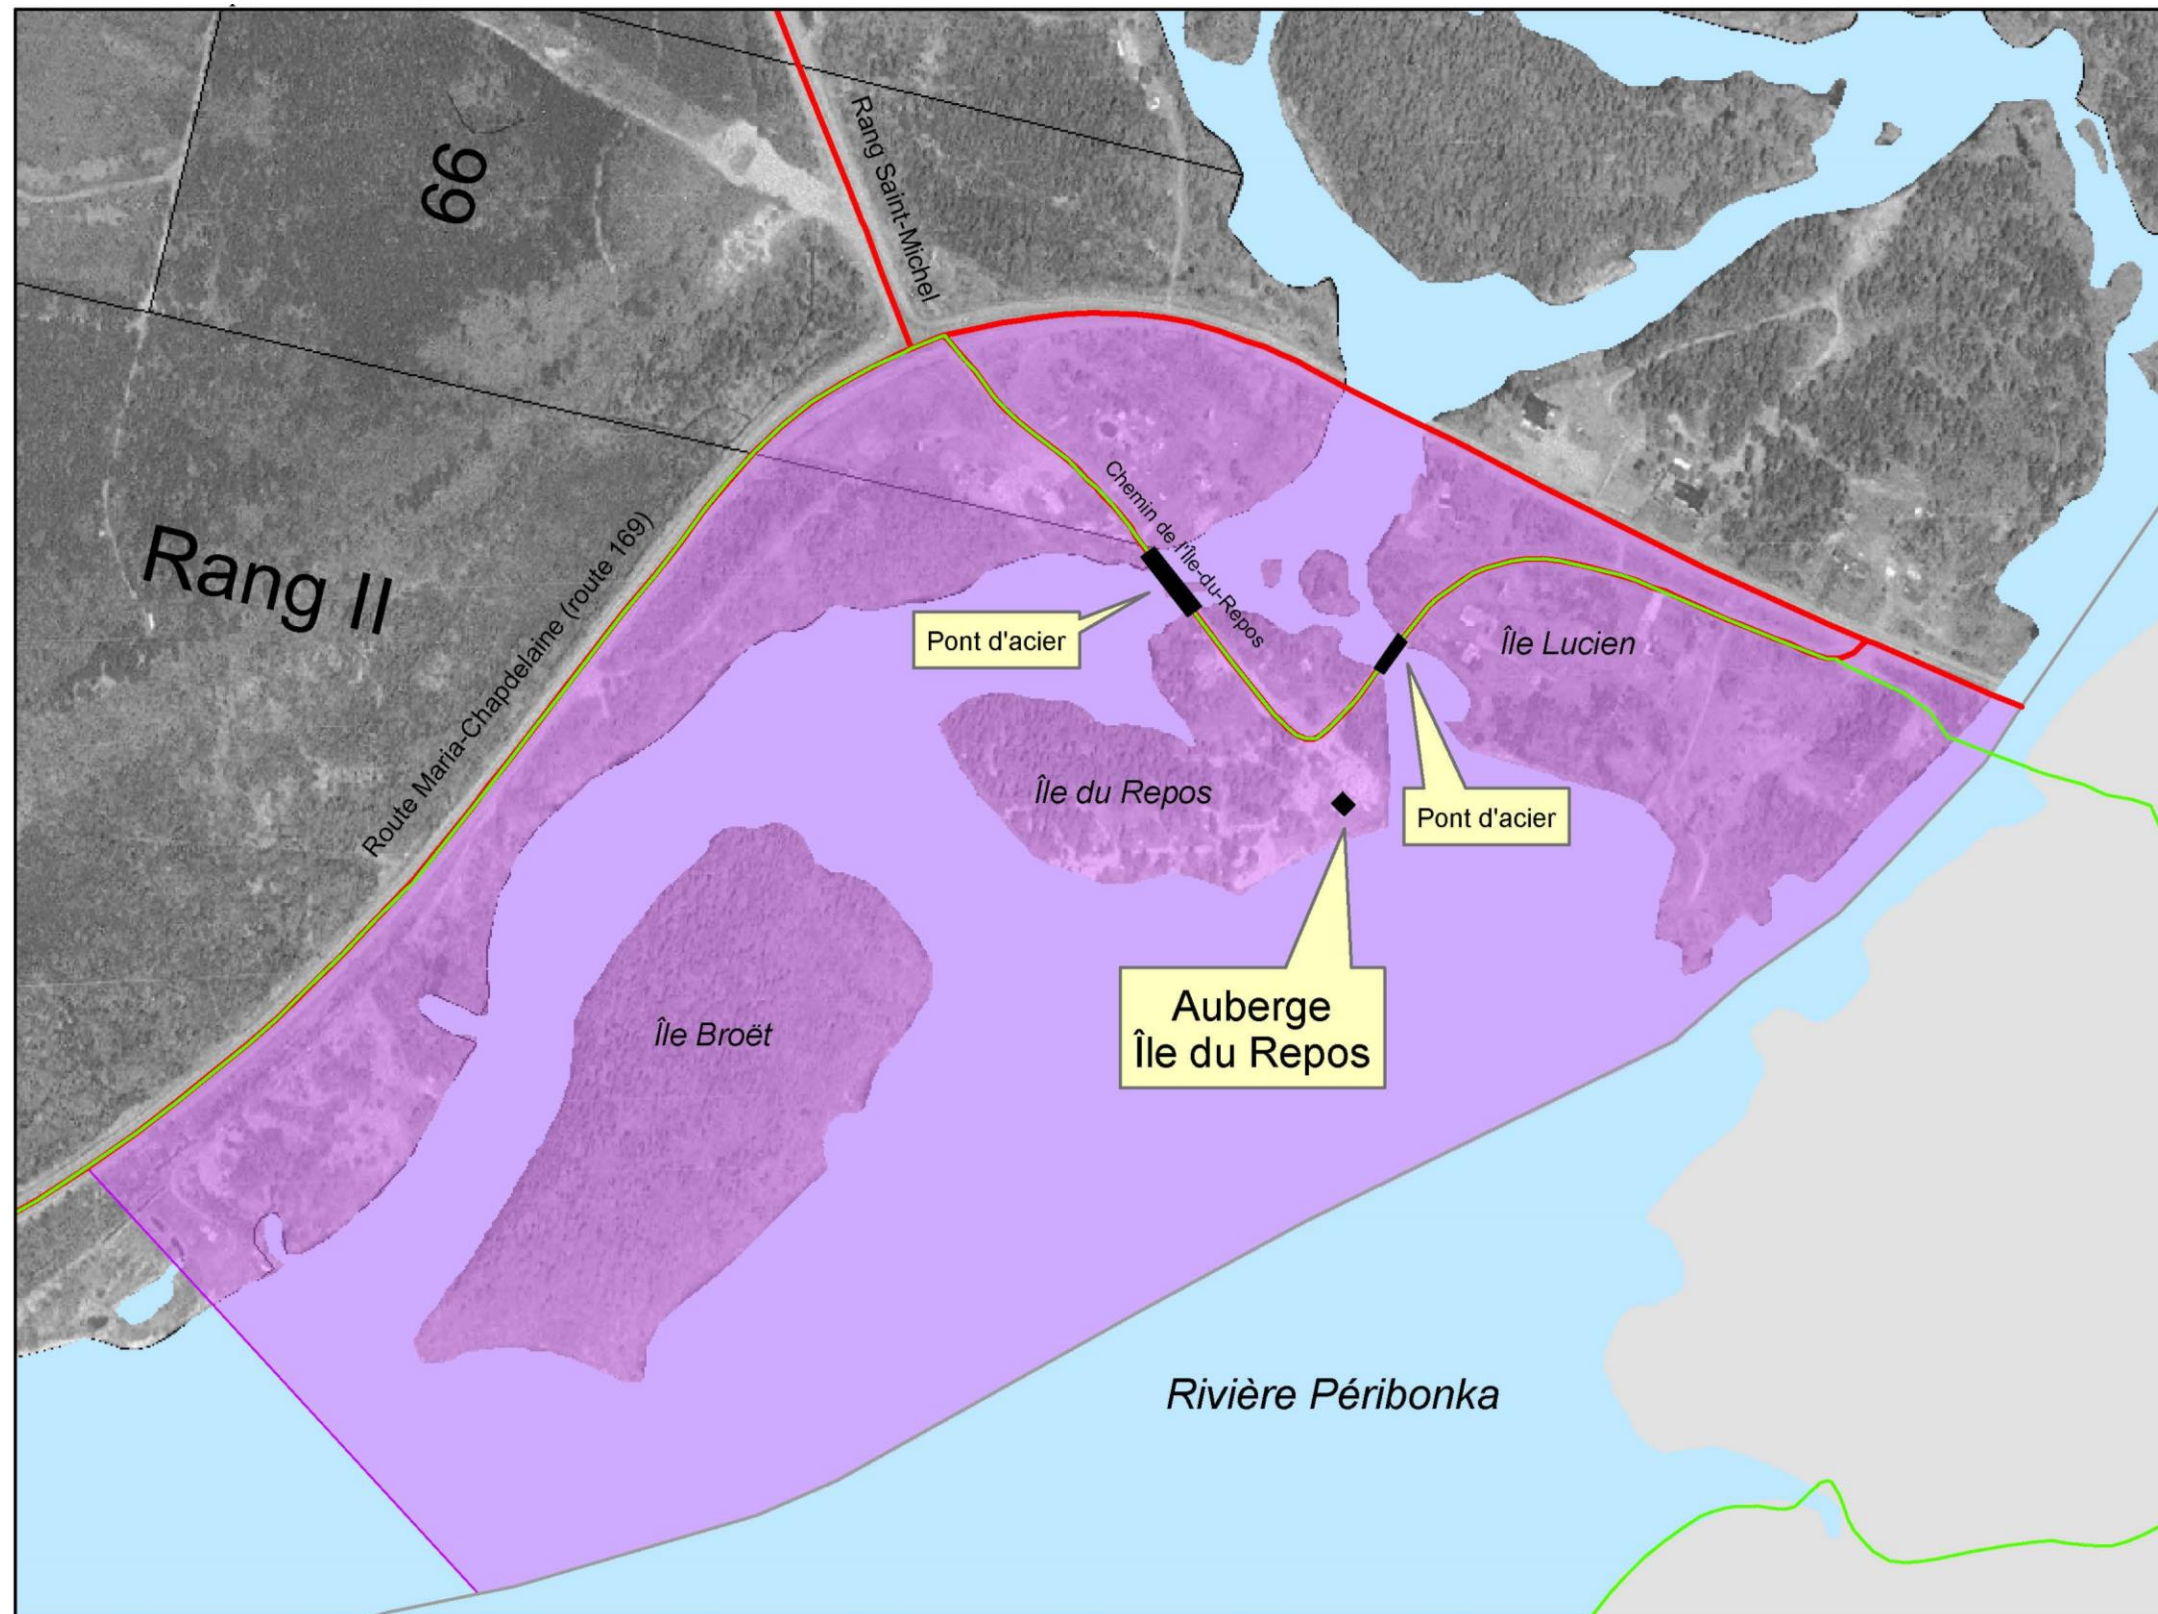 Rang Saint-Michel
66
Rang II
Route Maria-Chapdelaine (route 169)
Chemin de l'Île-du-Repos
Pont d'acier
Île Lucien
Île du Repos
Pont d'acier
Auberge
Île du Repos
Île Broët
Rivière Péribonka